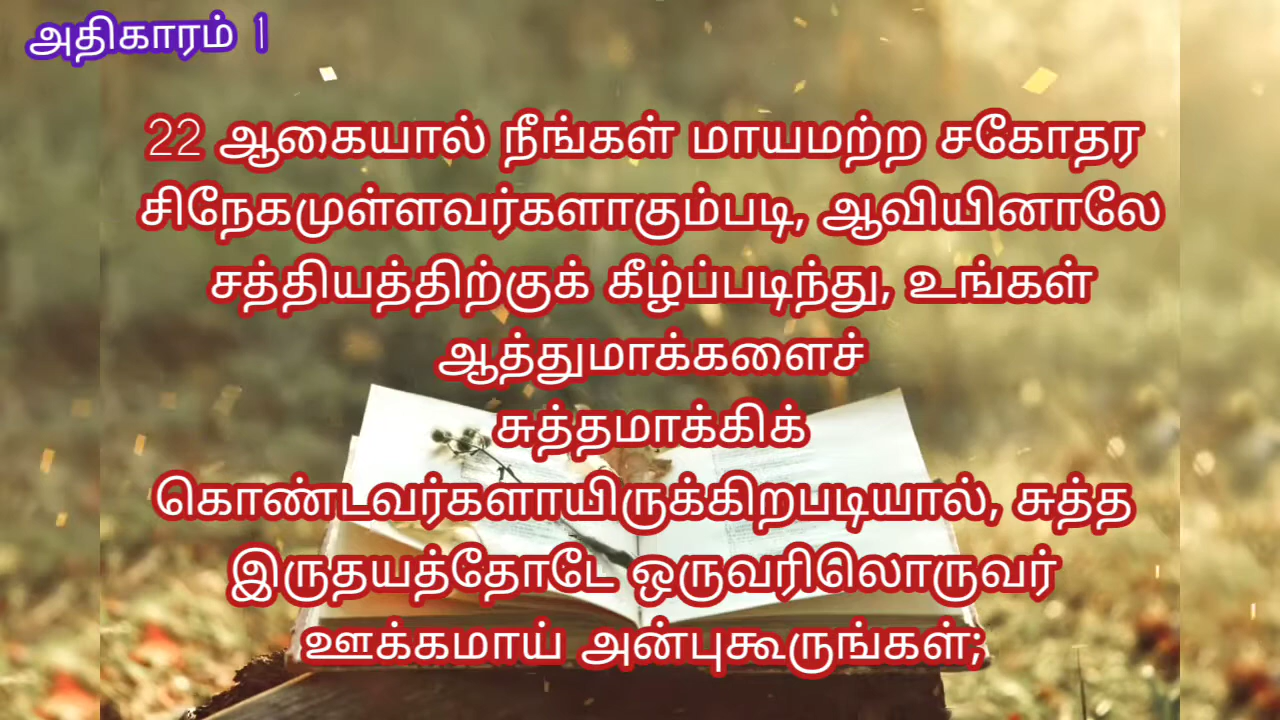 அதிகாரம் 1
22 ஆகையால் நீங்கள் மாயமற்ற சகோதர
சிநேகமுள்ளவர்களாகும்படி, ஆவியினாலே
சத்தியத்திற்குக் கீழ்ப்படிந்து, உங்கள்
ஆத்துமாக்களைச்
சுத்தமாக்கிக்
கொண்டவர்களாயிருக்கிறபடியால், சுத்த
இருதயத்தோடே ஒருவரிலொருவர்
ஊக்கமாய் அன்புகூருங்கள்;